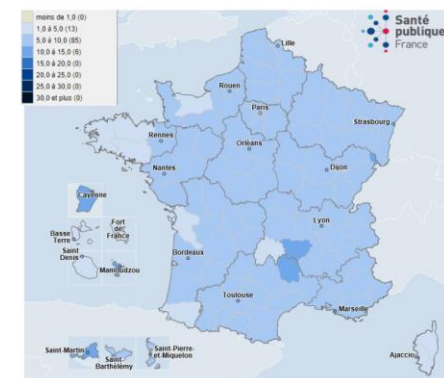 moins de 1,0 (0)
1,0 à 5,0 (13)
5,0 à 10,0 (85)
10,0 à 15,0 (6)
15,0 à 20,0 (0)
20,0 à 25,0 (0)
25,0 à 30,0 (0)
30,0 et plus (0)
Santé
publique
France
Lille
Rouen
Paris
Strasbourg
Rennes
Orléans
Nantes
Dijon
Cayenne
Lyon
Basse
Terre
Fort
de
France
Saint
Denis
Mamoudzou
Bordeaux
Toulouse
Marseille
Saint-Martin
Saint-
Barthélémy
Saint-Pierre
et-Miquelon
Ajaccio